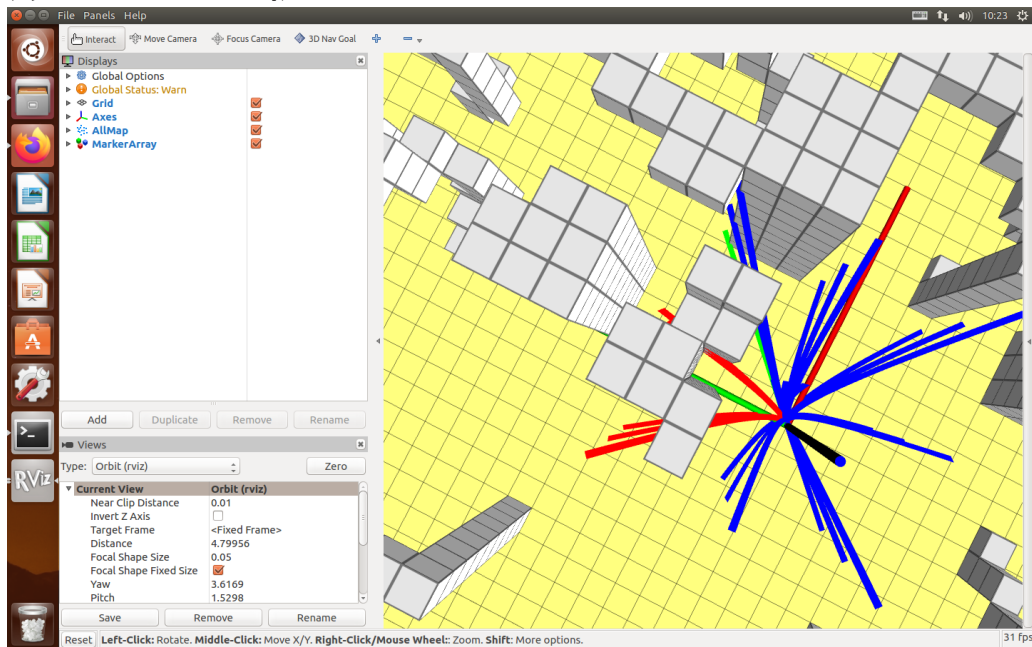 File Panels Help
10:23
Interact Move Camera Focus Camera 3D Nav Goal
Displays
Global Options
Global Status: Warn
Grid
Axes
AllMap
MarkerArray
Add Duplicate Remove Rename
Views
Type: Orbit (rviz) Zero
Current View Orbit (rviz)
Near Clip Distance 0.01
Invert Z Axis
Target Frame <Fixed Frame>
Distance 4.79956
Focal Shape Size 0.05
Focal Shape Fixed Size
Yaw 3.6169
Pitch 1.5298
Save Remove Rename
RViz
Reset Left-Click: Rotate. Middle-Click: Move X/Y. Right-Click/Mouse Wheel:: Zoom. Shift: More options. 31 fps